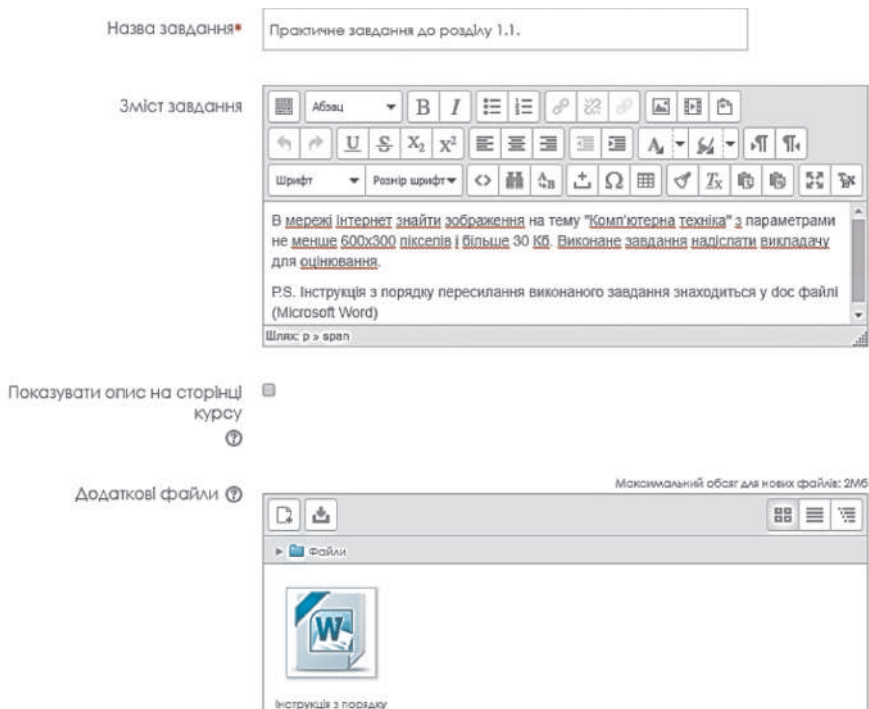 Назва завдання*
Практичне завдання до розділу 1.1.
Зміст завдання
Абзац
B I
U S X₂ X²
Шрифт Розмір шрифт
В мережі Інтернет знайти зображення на тему "Комп'ютерна техніка" з параметрами
не менше 600x300 пікселів і більше 30 Кб. Виконане завдання надіслати викладачу
для оцінювання.
P.S. Інструкція з порядку пересилання виконаного завдання знаходиться у doc файлі
(Microsoft Word)
Шлях: p » span
Показувати опис на сторінці
курсу
Максимальний обсяг для нових файлів: 2Мб
Додаткові файли
Файли
W
Інструкція з порядку